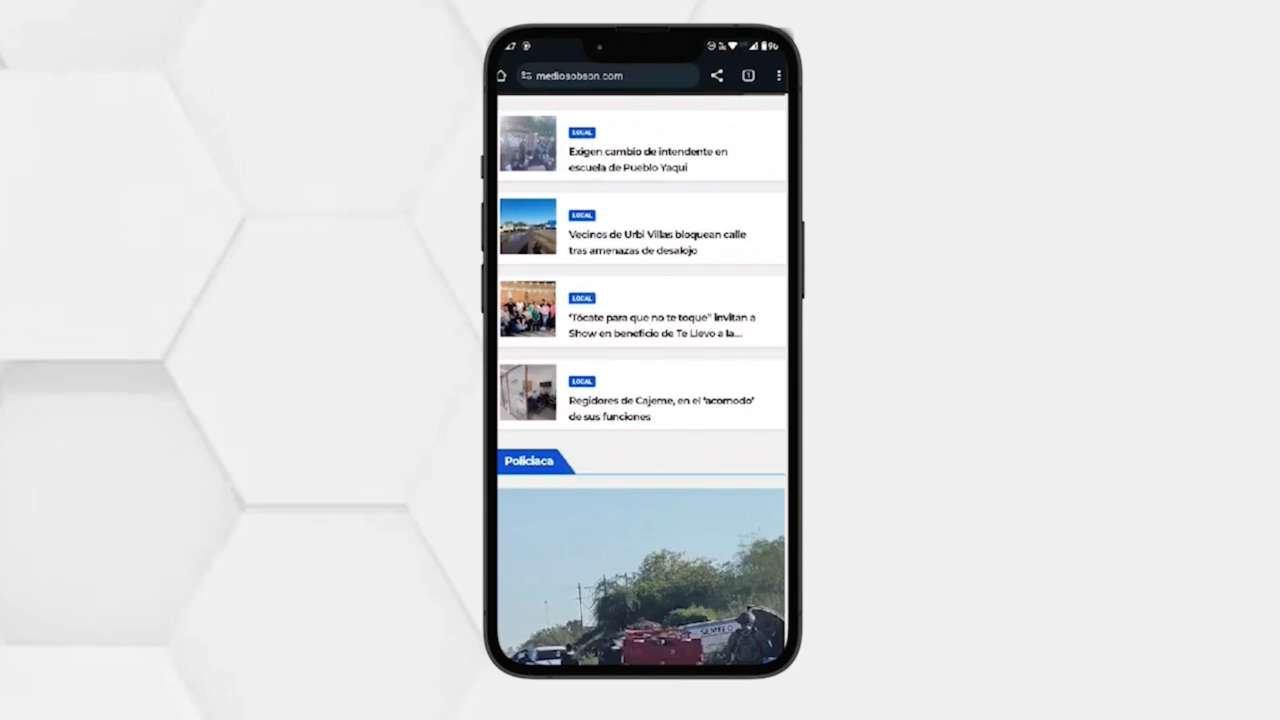 mediosobson.com
1
LOCAL
Exigen cambio de intendente en
escuela de Pueblo Yaqui
LOCAL
Vecinos de Urbi Villas bloquean calle
tras amenazas de desalojo
LOCAL
"Tócate para que no te toque" invitan a
Show en beneficio de Te Llevo a la...
LOCAL
Regidores de Cajeme, en el 'acomodo'
de sus funciones
Policiaca
SEMEFO